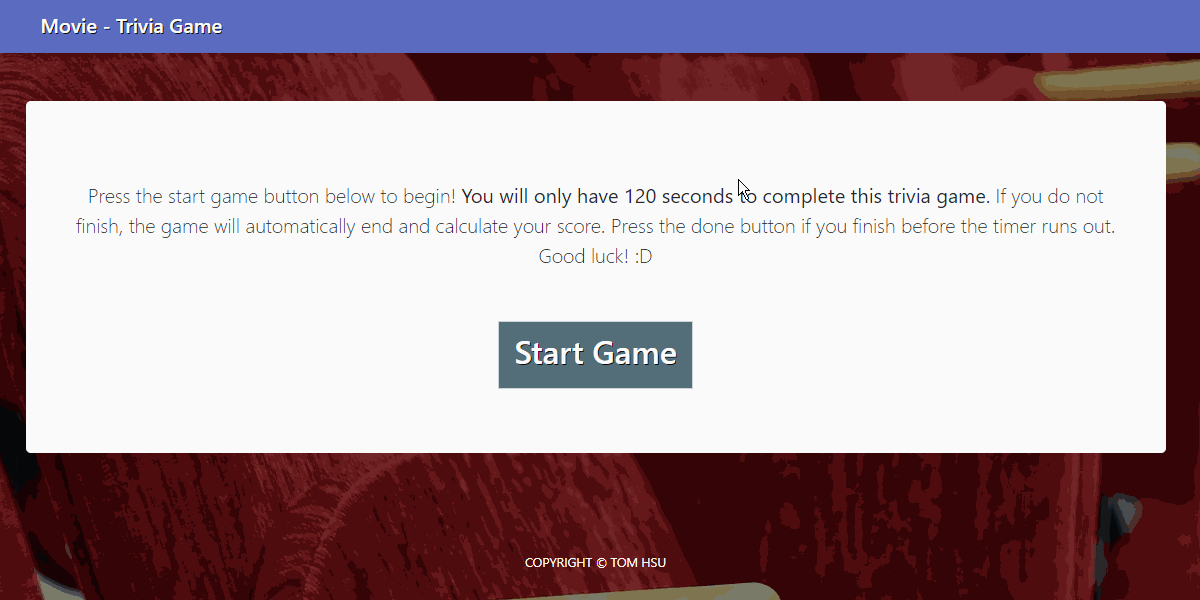 Movie - Trivia Game
Press the start game button below to begin! You will only have 120 seconds to complete this trivia game. If you do not
finish, the game will automatically end and calculate your score. Press the done button if you finish before the timer runs out.
Good luck! :D
Start Game
COPYRIGHT © TOM HSU